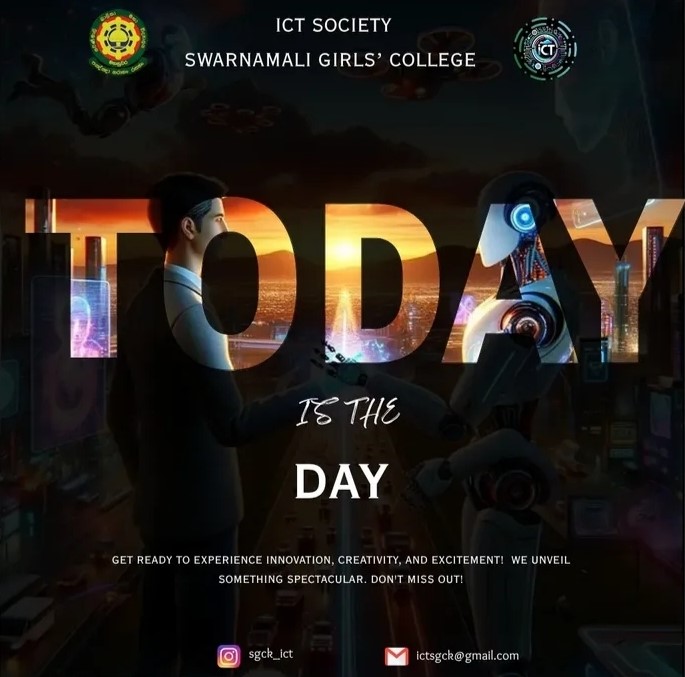 ICT SOCIETY
SWARNAMALI GIRLS' COLLEGE
ICT
TODAY
IS THE
DAY
GET READY TO EXPERIENCE INNOVATION, CREATIVITY, AND EXCITEMENT! WE UNVEIL
SOMETHING SPECTACULAR. DON'T MISS OUT!
sgck_ict
ictsgck@gmail.com